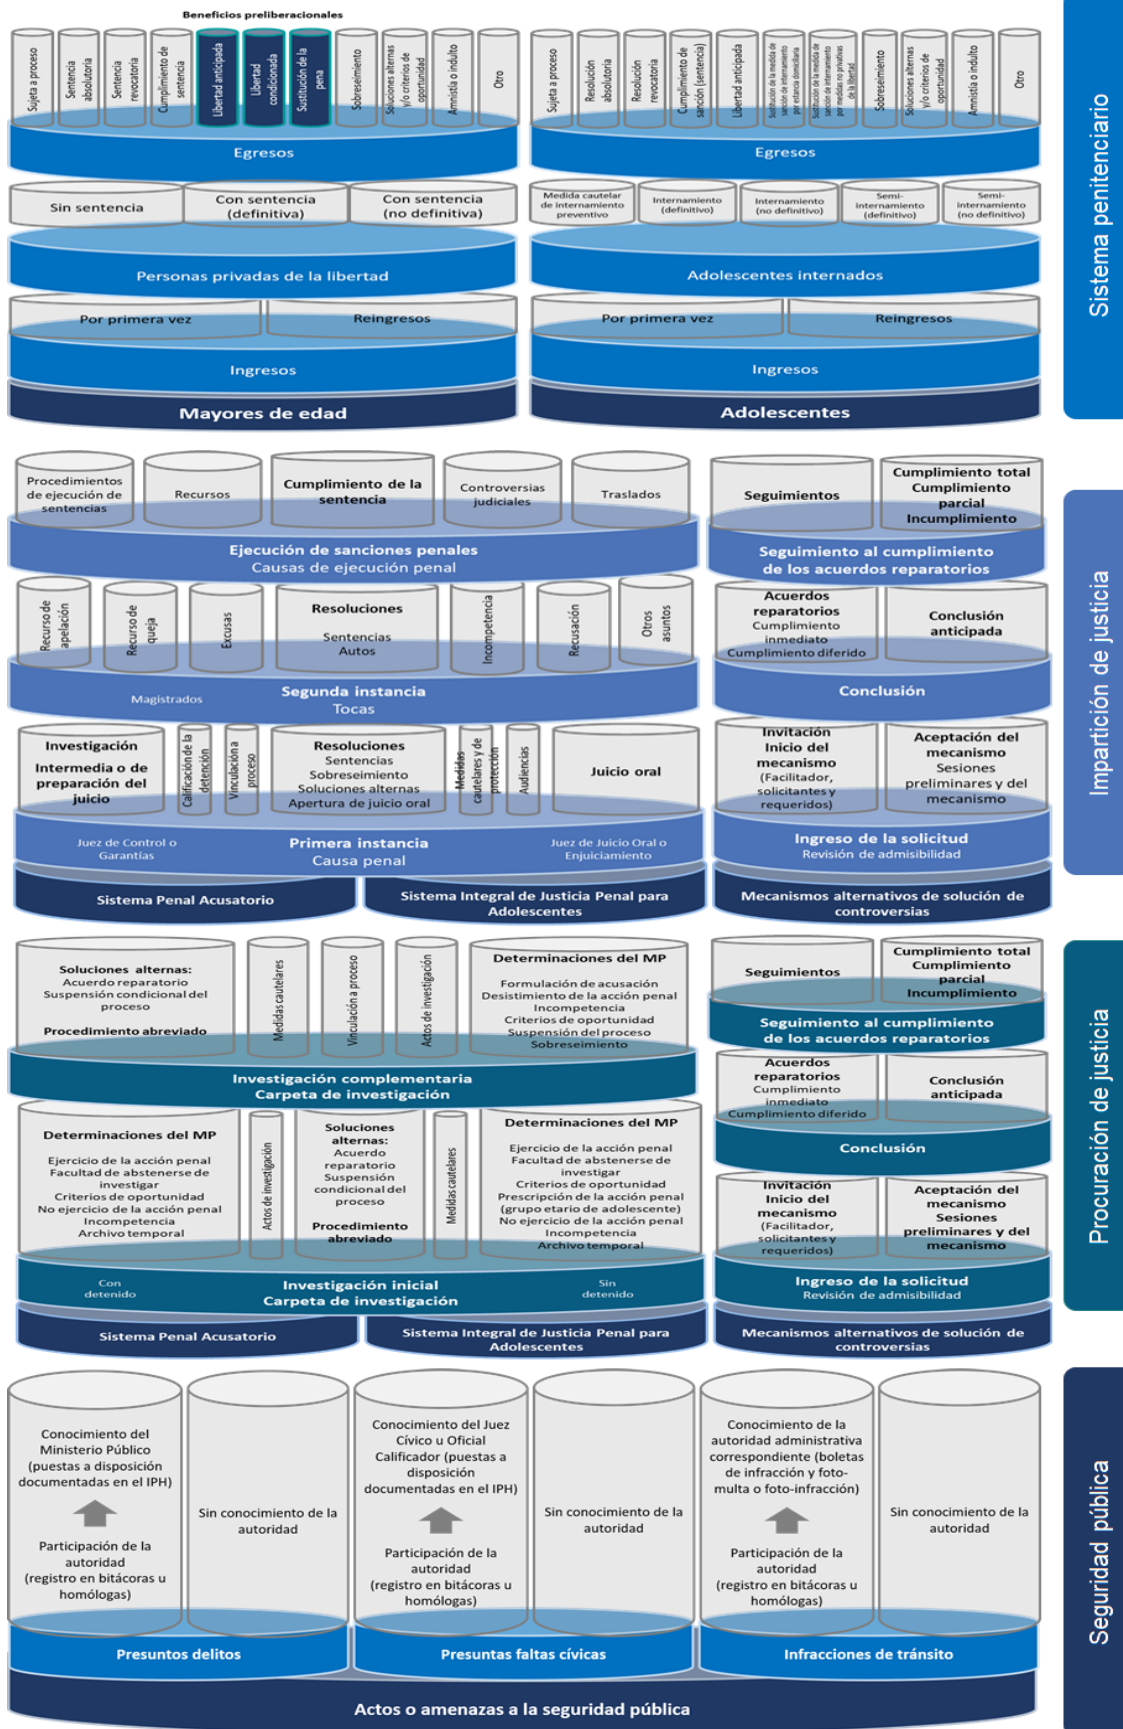 Beneficios preliberacionales
Sujeta a proceso
Sentencia
absolutoria
Sentencia
revocatoria
Cumplimiento de
sentencia
Libertad anticipada
Libertad
condicionada
Sustitución de la
pena
Sobreseimiento
Soluciones alternas
y/o criterios de
oportunidad
Amnistía o indulto
Otro
Egresos
Sujeta a proceso
Resolución
absolutoria
Resolución
revocatoria
Cumplimiento de
sanción (sentencia)
Libertad anticipada
Sustitución de la medida de
sanción de internamiento
por estancia domiciliaria
Sustitución de la medida de
sanción de internamiento
por medidas no privativas
de la libertad
Sobreseimiento
Soluciones alternas
y/o criterios de
oportunidad
Amnistía o indulto
Otro
Egresos
Sin sentencia
Con sentencia
(definitiva)
Con sentencia
(no definitiva)
Personas privadas de la libertad
Medida cautelar
de internamiento
preventivo
Internamiento
(definitivo)
Internamiento
(no definitivo)
Semi-
internamiento
(definitivo)
Semi-
internamiento
(no definitivo)
Adolescentes internados
Por primera vez
Reingresos
Ingresos
Mayores de edad
Por primera vez
Reingresos
Ingresos
Adolescentes
Sistema penitenciario
Procedimientos
de ejecución de
sentencias
Recursos
Cumplimiento de la
sentencia
Controversias
judiciales
Traslados
Ejecución de sanciones penales
Causas de ejecución penal
Seguimientos
Cumplimiento total
Cumplimiento
parcial
Incumplimiento
Seguimiento al cumplimiento
de los acuerdos reparatorios
Recurso de
apelación
Recurso de
queja
Excusas
Resoluciones
Sentencias
Autos
Incompetencia
Recusación
Otros
asuntos
Magistrados
Segunda instancia
Tocas
Acuerdos
reparatorios
Cumplimiento
inmediato
Cumplimiento diferido
Conclusión
anticipada
Conclusión
Investigación
Intermedia o de
preparación del
juicio
Calificación de la
detención
Vinculación a
proceso
Resoluciones
Sentencias
Sobreseimiento
Soluciones alternas
Apertura de juicio oral
Medidas
cautelares y de
protección
Audiencias
Juicio oral
Juez de Control o
Garantías
Primera instancia
Causa penal
Juez de Juicio Oral o
Enjuiciamiento
Invitación
Inicio del
mecanismo
(Facilitador,
solicitantes y
requeridos)
Aceptación del
mecanismo
Sesiones
preliminares y del
mecanismo
Ingreso de la solicitud
Revisión de admisibilidad
Sistema Penal Acusatorio
Sistema Integral de Justicia Penal para
Adolescentes
Mecanismos alternativos de solución de
controversias
Impartición de justicia
Soluciones alternas:
Acuerdo reparatorio
Suspensión condicional del
proceso
Procedimiento abreviado
Medidas cautelares
Vinculación a proceso
Actos de investigación
Determinaciones del MP
Formulación de acusación
Desistimiento de la acción penal
Incompetencia
Criterios de oportunidad
Suspensión del proceso
Sobreseimiento
Investigación complementaria
Carpeta de investigación
Seguimientos
Cumplimiento total
Cumplimiento
parcial
Incumplimiento
Seguimiento al cumplimiento
de los acuerdos reparatorios
Acuerdos
reparatorios
Cumplimiento
inmediato
Cumplimiento diferido
Conclusión
anticipada
Conclusión
Determinaciones del MP
Ejercicio de la acción penal
Facultad de abstenerse de
investigar
Criterios de oportunidad
No ejercicio de la acción penal
Incompetencia
Archivo temporal
Actos de investigación
Soluciones
alternas:
Acuerdo
reparatorio
Suspensión
condicional del
proceso
Procedimiento
abreviado
Medidas cautelares
Determinaciones del MP
Ejercicio de la acción penal
Facultad de abstenerse de
investigar
Criterios de oportunidad
Prescripción de la acción penal
(grupo etario de adolescente)
No ejercicio de la acción penal
Incompetencia
Archivo temporal
Con
detenido
Investigación inicial
Carpeta de investigación
Sin
detenido
Invitación
Inicio del
mecanismo
(Facilitador,
solicitantes y
requeridos)
Aceptación del
mecanismo
Sesiones
preliminares y del
mecanismo
Ingreso de la solicitud
Revisión de admisibilidad
Sistema Penal Acusatorio
Sistema Integral de Justicia Penal para
Adolescentes
Mecanismos alternativos de solución de
controversias
Procuración de justicia
Conocimiento del
Ministerio Público
(puestas a disposición
documentadas en el IPH)
Participación de la
autoridad
(registro en bitácoras u
homólogas)
Sin conocimiento de la
autoridad
Conocimiento del Juez
Cívico u Oficial
Calificador (puestas a
disposición
documentadas en el IPH)
Participación de la
autoridad
(registro en bitácoras u
homólogas)
Sin conocimiento de la
autoridad
Conocimiento de la
autoridad administrativa
correspondiente (boletas
de infracción y foto-
multa o foto-infracción)
Participación de la
autoridad
(registro en bitácoras u
homólogas)
Sin conocimiento de la
autoridad
Presuntos delitos
Presuntas faltas cívicas
Infracciones de tránsito
Actos o amenazas a la seguridad pública
Seguridad pública